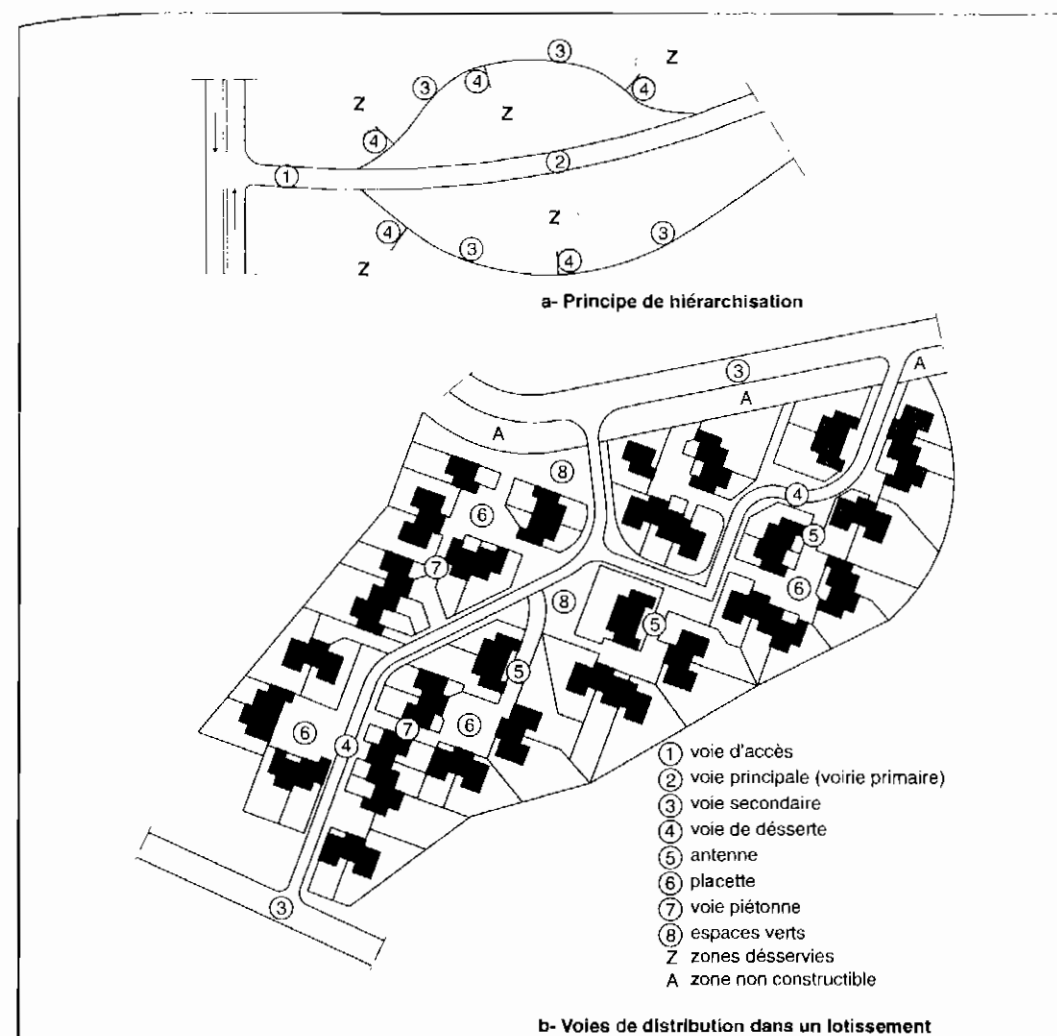 ③
Z
③
④
④
Z
Z
④
④
②
①
Z
④
③
③
④
Z
a- Principe de hiérarchisation
③
A
A
A
⑧
④
⑥
⑤
⑦
⑥
⑧
⑤
⑤
⑥
⑦
⑥
④
③
① voie d'accès
② voie principale (voirie primaire)
③ voie secondaire
④ voie de désserte
⑤ antenne
⑥ placette
⑦ voie piétonne
⑧ espaces verts
Z zones désservies
A zone non constructible
b- Voies de distribution dans un lotissement